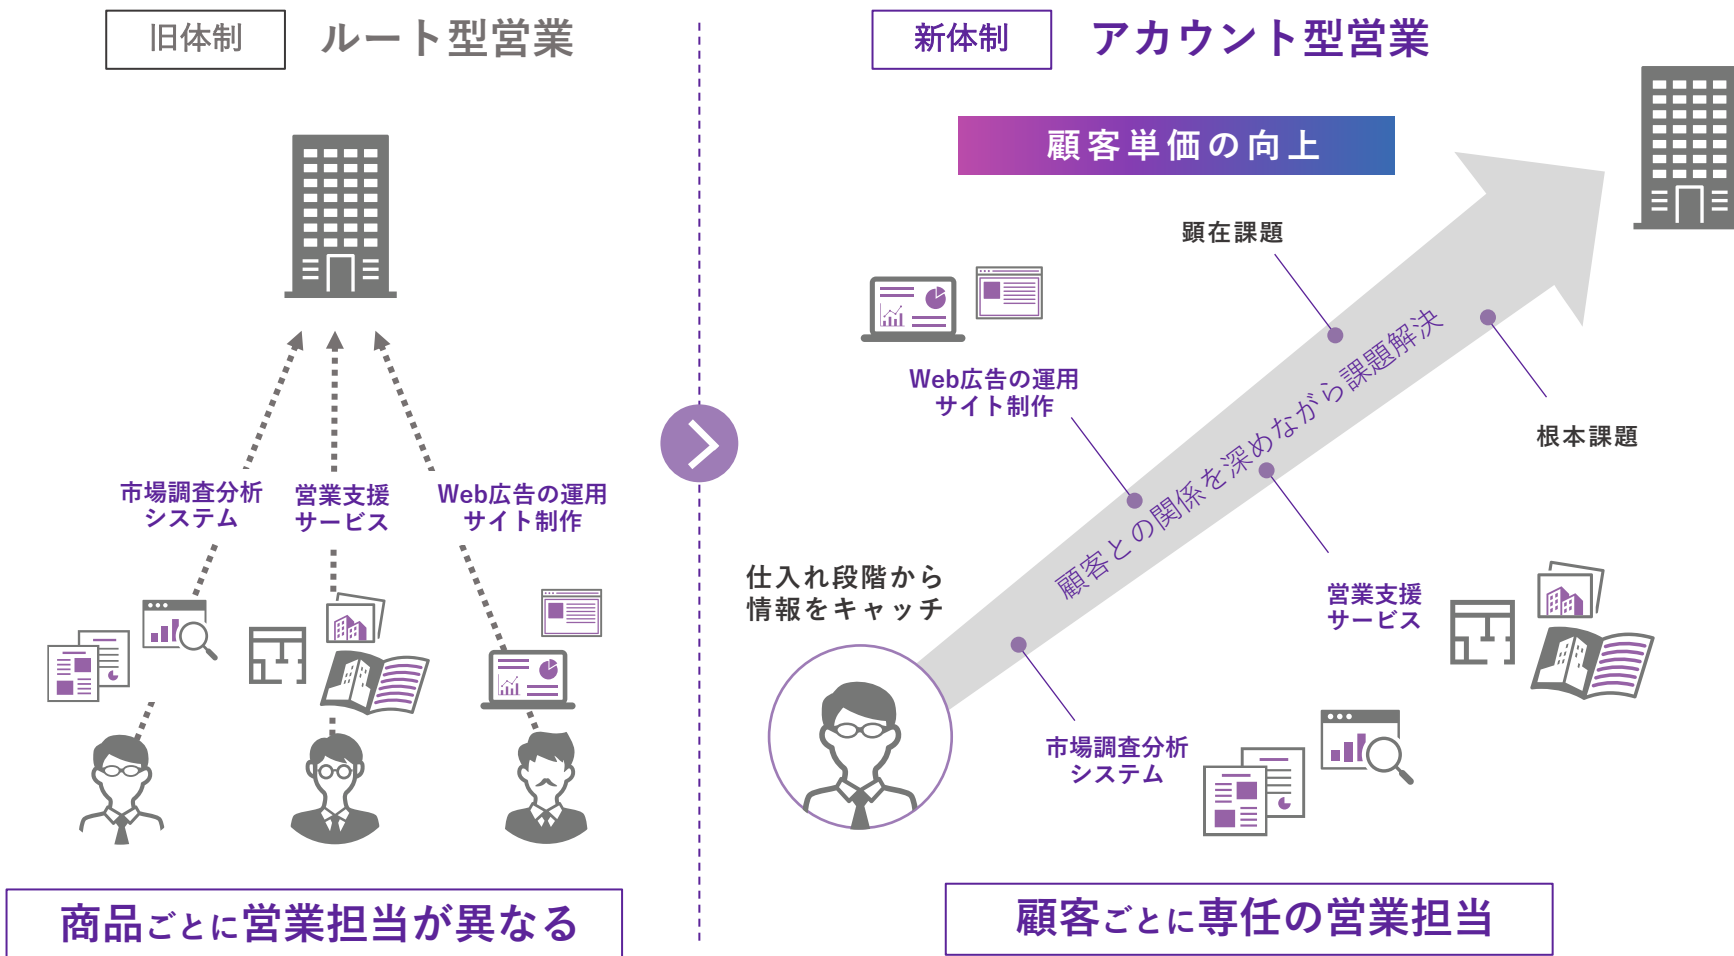 旧体制
ルート型営業
市場調査分析
システム
営業支援
サービス
Web広告の運用
サイト制作
商品ごとに営業担当が異なる
新体制
アカウント型営業
顧客単価の向上
顕在課題
Web広告の運用
サイト制作
顧客との関係を深めながら課題解決
根本課題
仕入れ段階から
情報をキャッチ
営業支援
サービス
市場調査分析
システム
顧客ごとに専任の営業担当